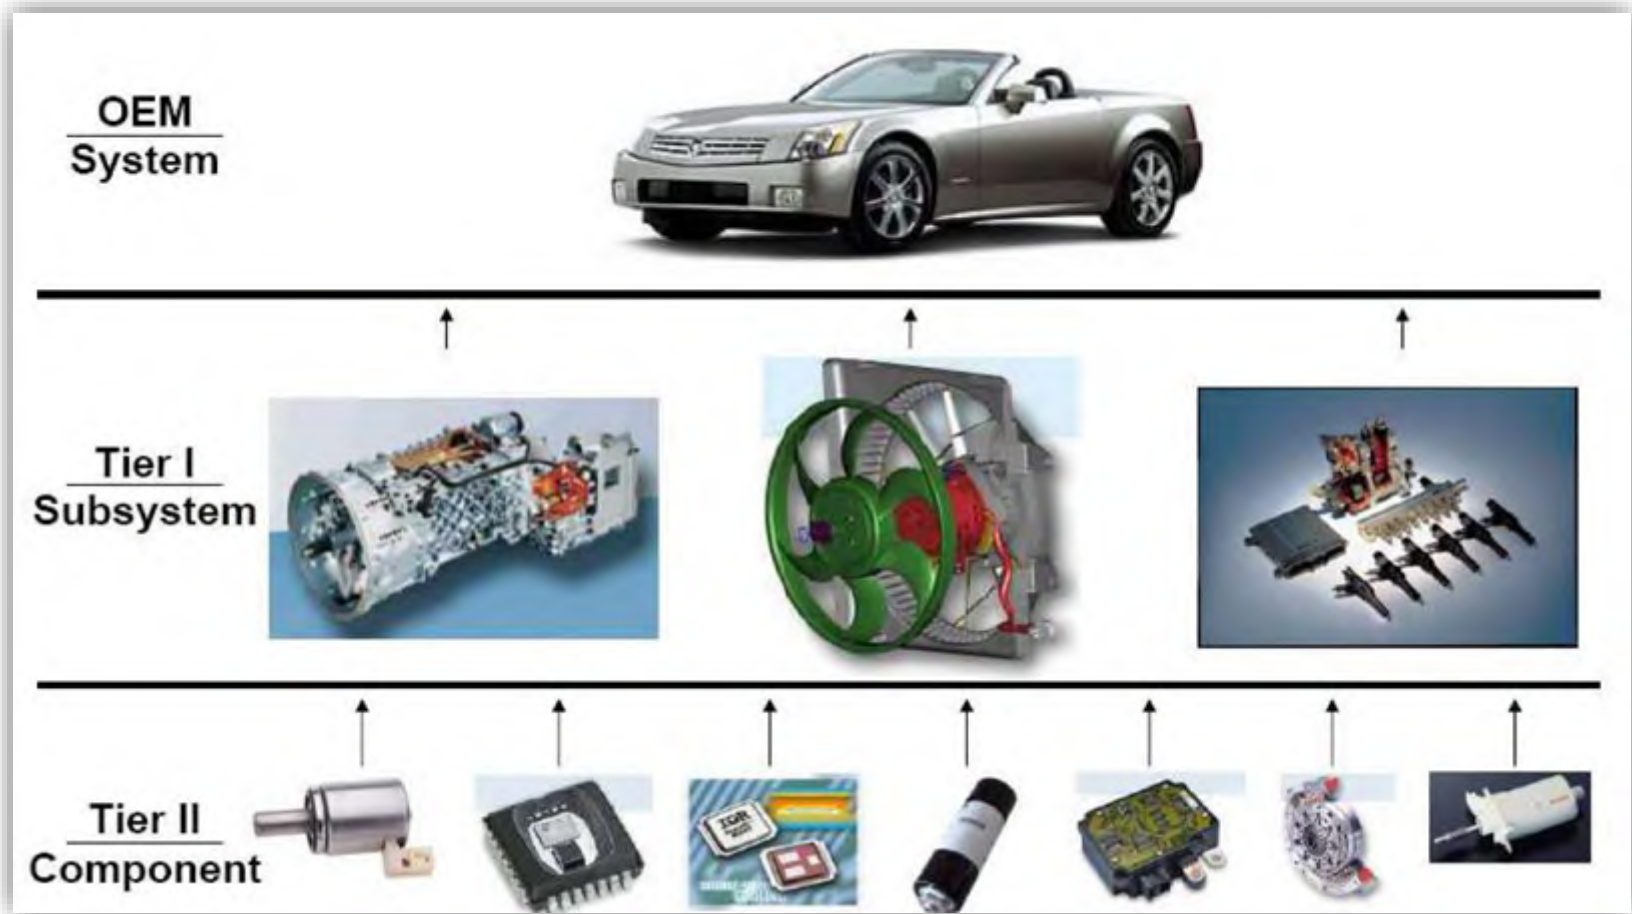 OEM
System
Tier I
Subsystem
Tier II
Component